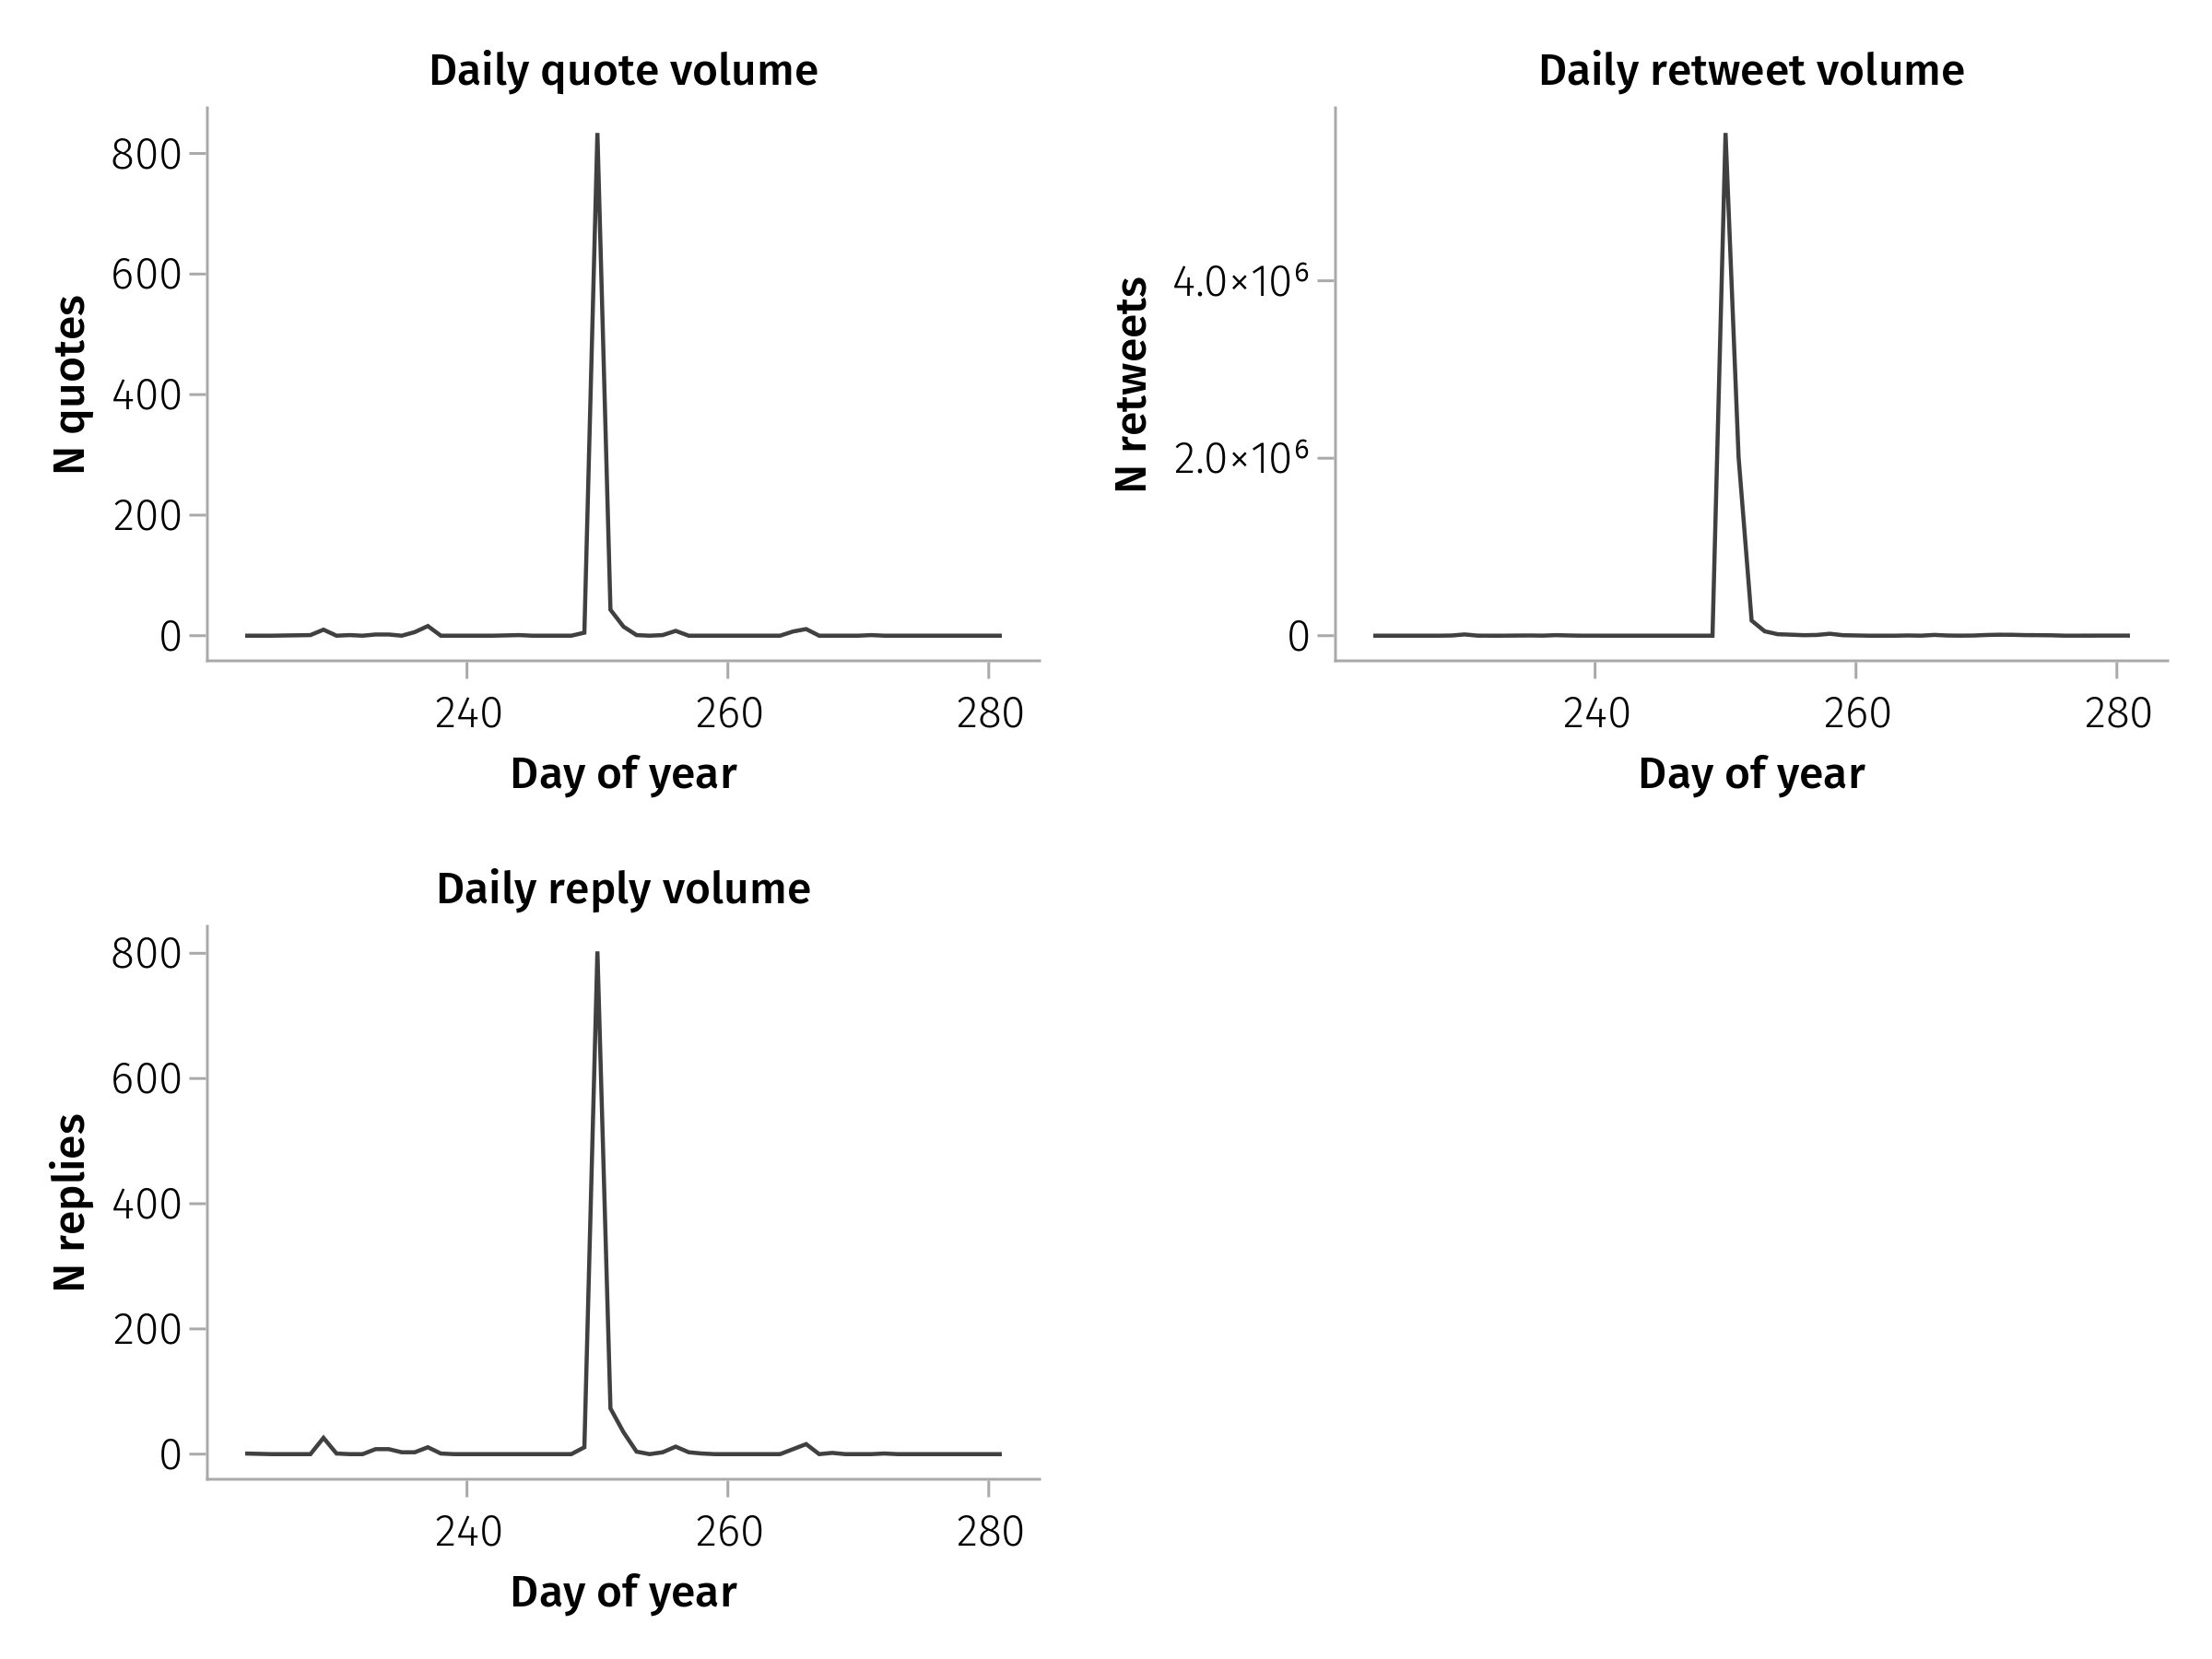 Daily quote volume
N quotes
800
600
400
200
0
240 260 280
Day of year
Daily retweet volume
N retweets
4.0×10⁶
2.0×10⁶
0
240 260 280
Day of year
Daily reply volume
N replies
800
600
400
200
0
240 260 280
Day of year